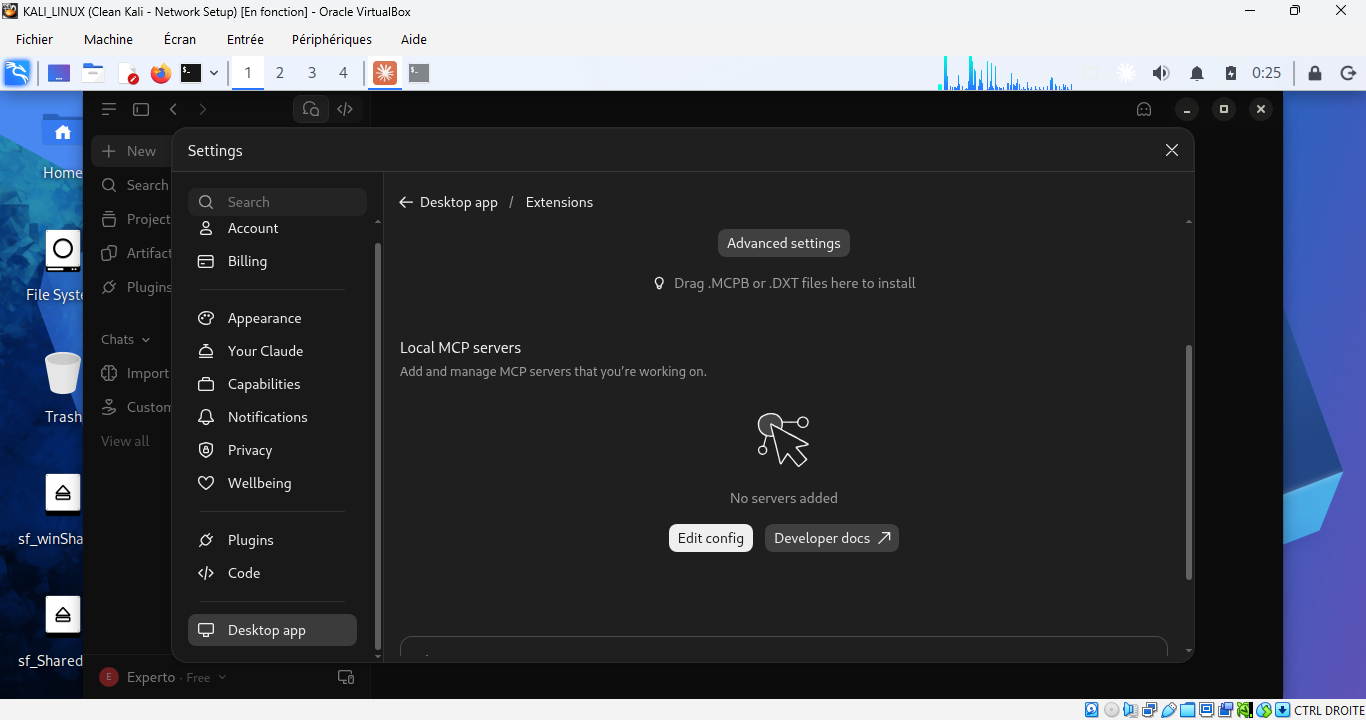 KALI_LINUX (Clean Kali - Network Setup) [En fonction] - Oracle VirtualBox
Fichier Machine Écran Entrée Périphériques Aide
1 2 3 4 0:25
Home
File Syste
Trash
sf_winSha
sf_Shared
New
Search
Project
Artifact
Plugins
Chats
Import
Custom
View all
E Experto · Free
Settings
Search
Account
Billing
Appearance
Your Claude
Capabilities
Notifications
Privacy
Wellbeing
Plugins
Code
Desktop app
Desktop app / Extensions
Advanced settings
Drag .MCPB or .DXT files here to install
Local MCP servers
Add and manage MCP servers that you’re working on.
No servers added
Edit config Developer docs
CTRL DROITE